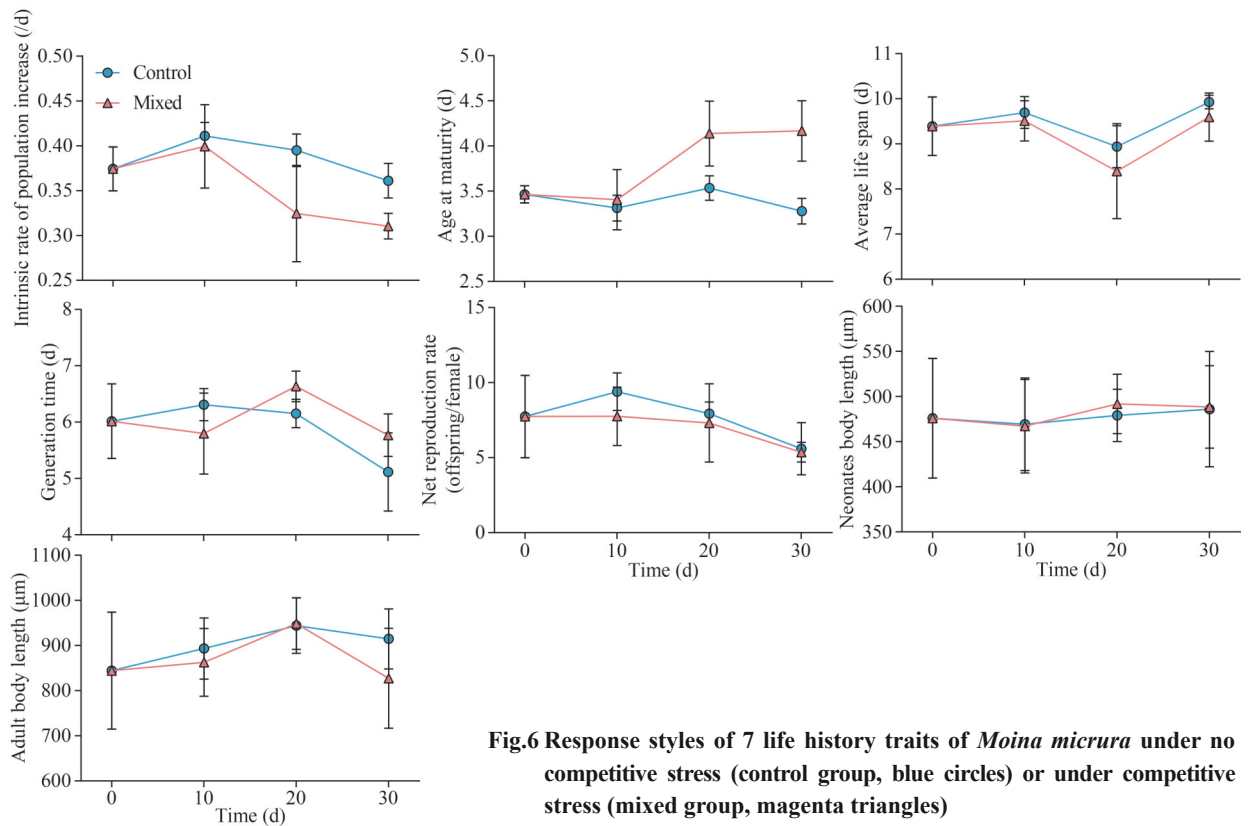 Intrinsic rate of population increase (/d)
0.50
0.45
0.40
0.35
0.30
0.25
Control
Mixed
Age at maturity (d)
5.0
4.5
4.0
3.5
3.0
2.5
Average life span (d)
11
10
9
8
7
6
Generation time (d)
8
7
6
5
4
Net reproduction rate
(offspring/female)
15
10
5
0
0 10 20 30
Time (d)
Neonates body length (μm)
600
550
500
450
400
350
0 10 20 30
Time (d)
Adult body length (μm)
1100
1000
900
800
700
600
0 10 20 30
Time (d)
Fig.6 Response styles of 7 life history traits of Moina micrura under no
competitive stress (control group, blue circles) or under competitive
stress (mixed group, magenta triangles)